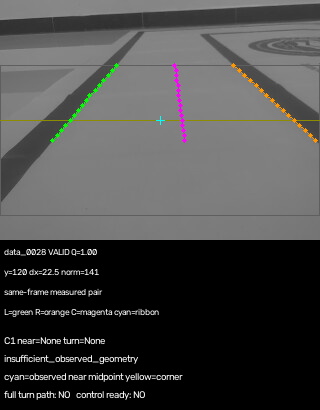 data_0028 VALID Q=1.00
y=120 dx=22.5 norm=141
same-frame measured pair
L=green R=orange C=magenta cyan=ribbon
C1 near=None turn=None
insufficient_observed_geometry
cyan=observed near midpoint yellow=corner
full turn path: NO control ready: NO